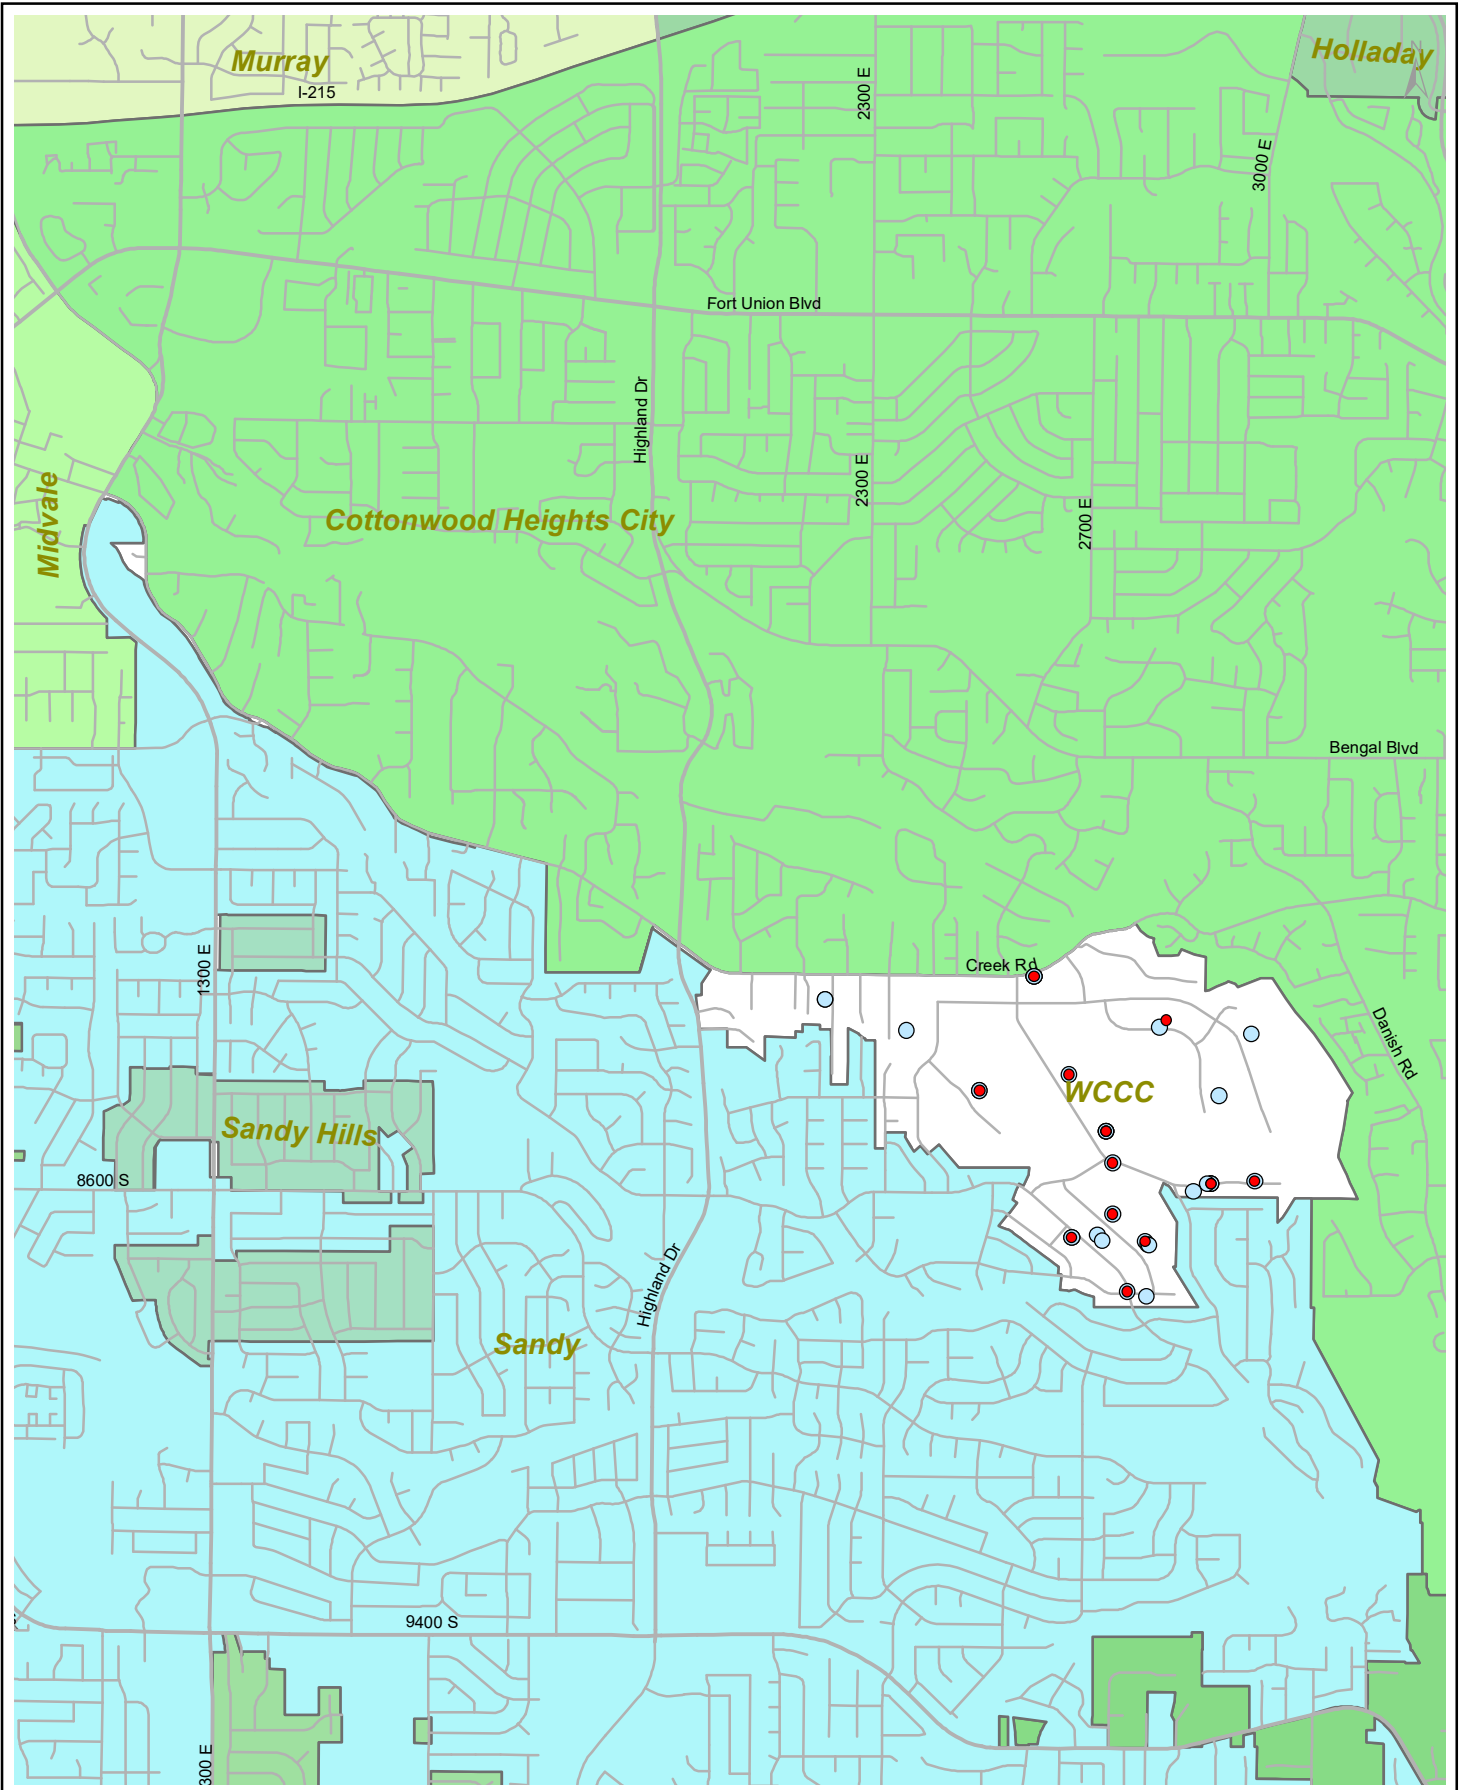 Murray
Holladay
I-215
2300 E
3000 E
Fort Union Blvd
Highland Dr
2300 E
Midvale
Cottonwood Heights City
2700 E
Bengal Blvd
1300 E
Creek Rd
Danish Rd
WCCC
Sandy Hills
8600 S
Highland Dr
Sandy
9400 S
300 E